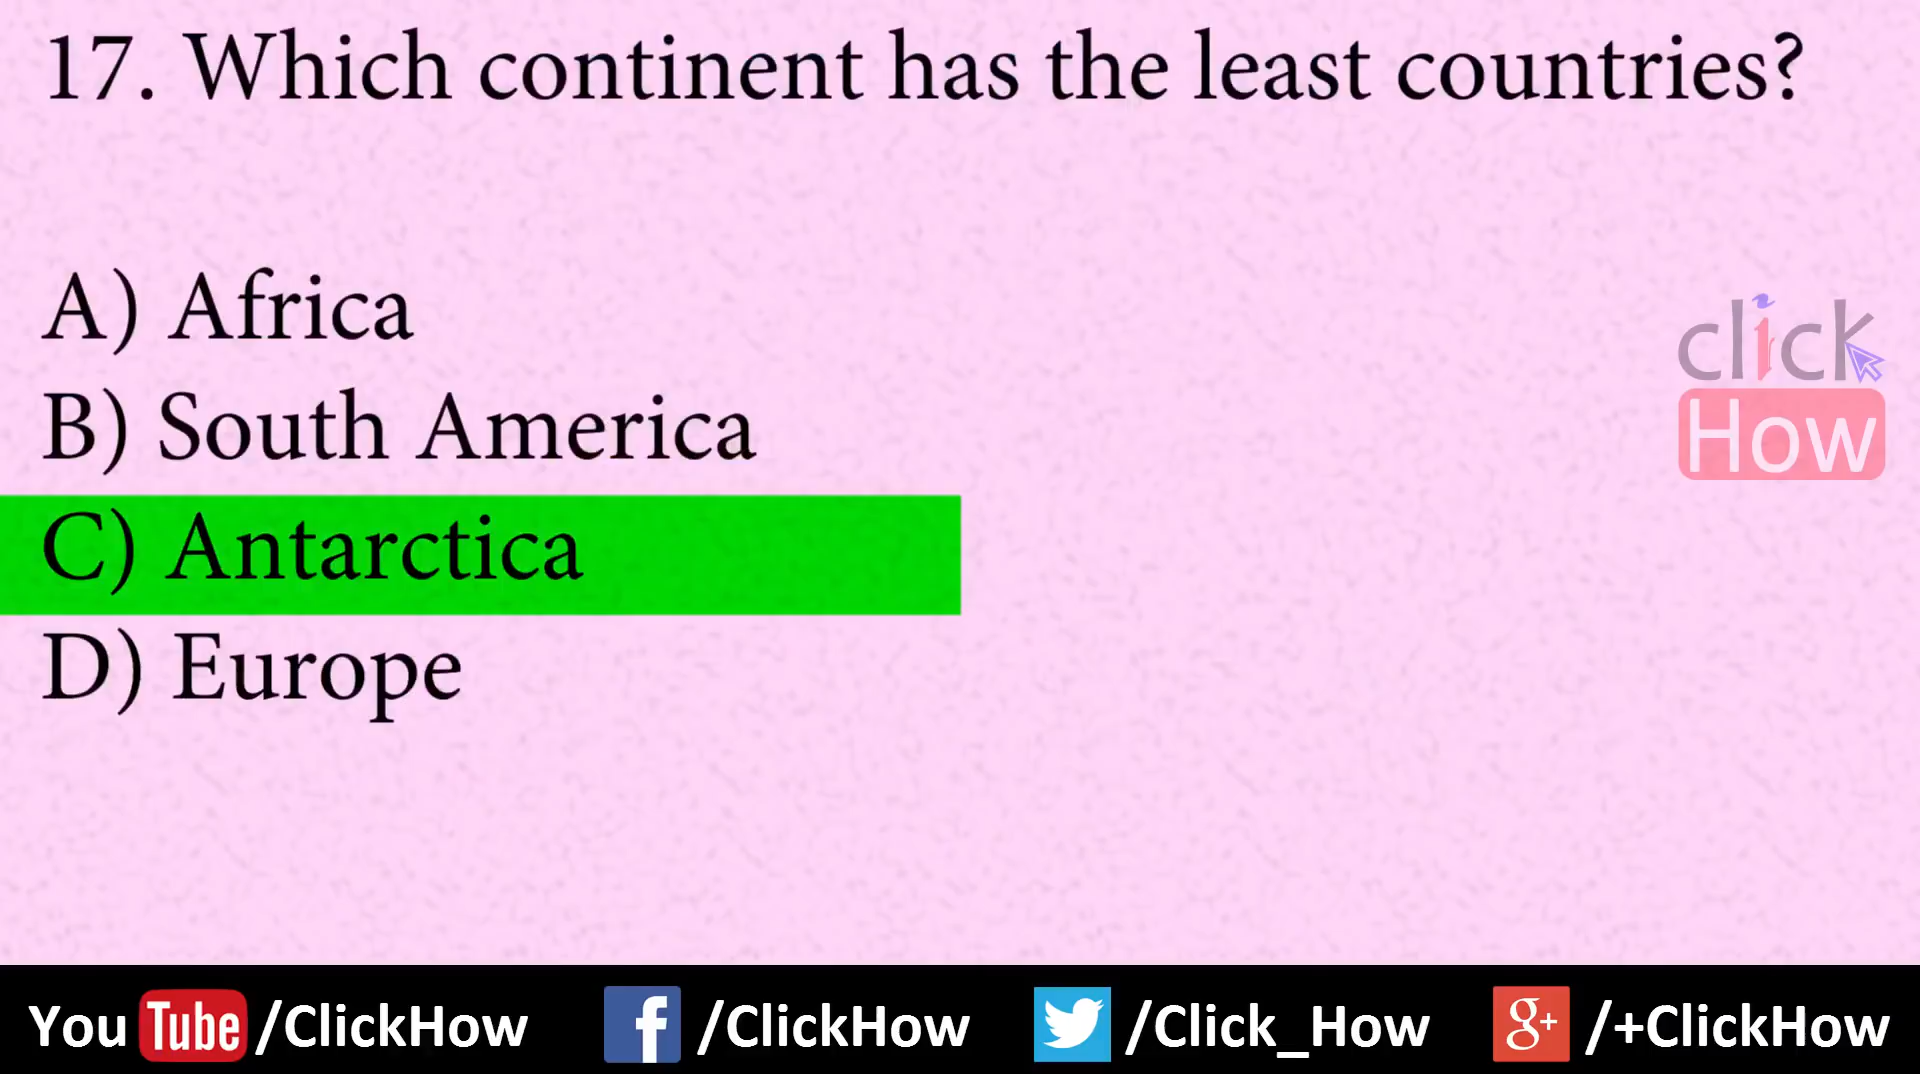 17. Which continent has the least countries?
A) Africa
B) South America
C) Antarctica
D) Europe
click
How
You Tube /ClickHow f /ClickHow /Click_How g+ /+ClickHow